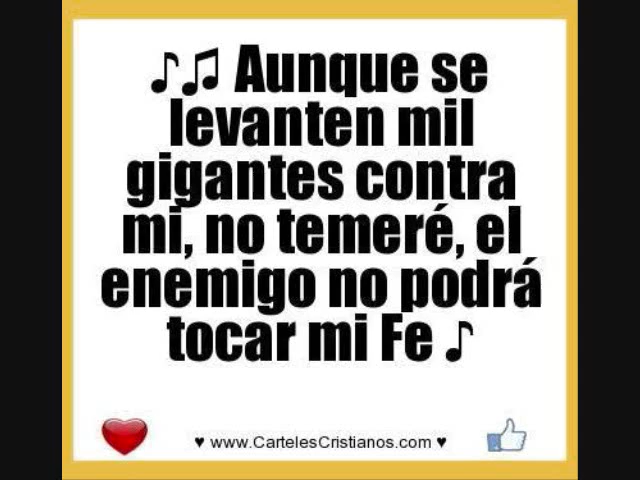 ♪♫ Aunque se
levanten mil
gigantes contra
mi, no temeré, el
enemigo no podrá
tocar mi Fe ♪
♥ www.CartelesCristianos.com ♥